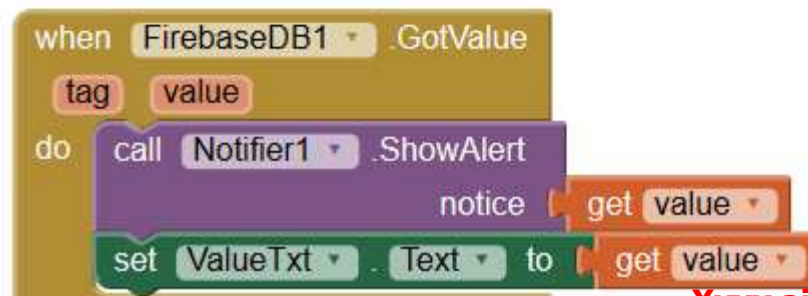 when FirebaseDB1 .GotValue
tag value
do call Notifier1 .ShowAlert
notice get value
set ValueTxt . Text to get value